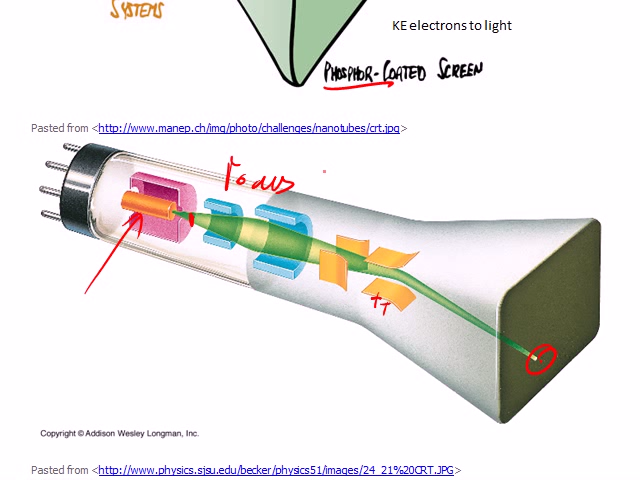 SYSTEMS
KE electrons to light
PHOSPHOR-COATED SCREEN
Pasted from <http://www.manep.ch/img/photo/challenges/nanotubes/crt.jpg>
Focus
++
Copyright © Addison Wesley Longman, Inc.
Pasted from <http://www.physics.sjsu.edu/becker/physics51/images/24_21%20CRT.JPG>